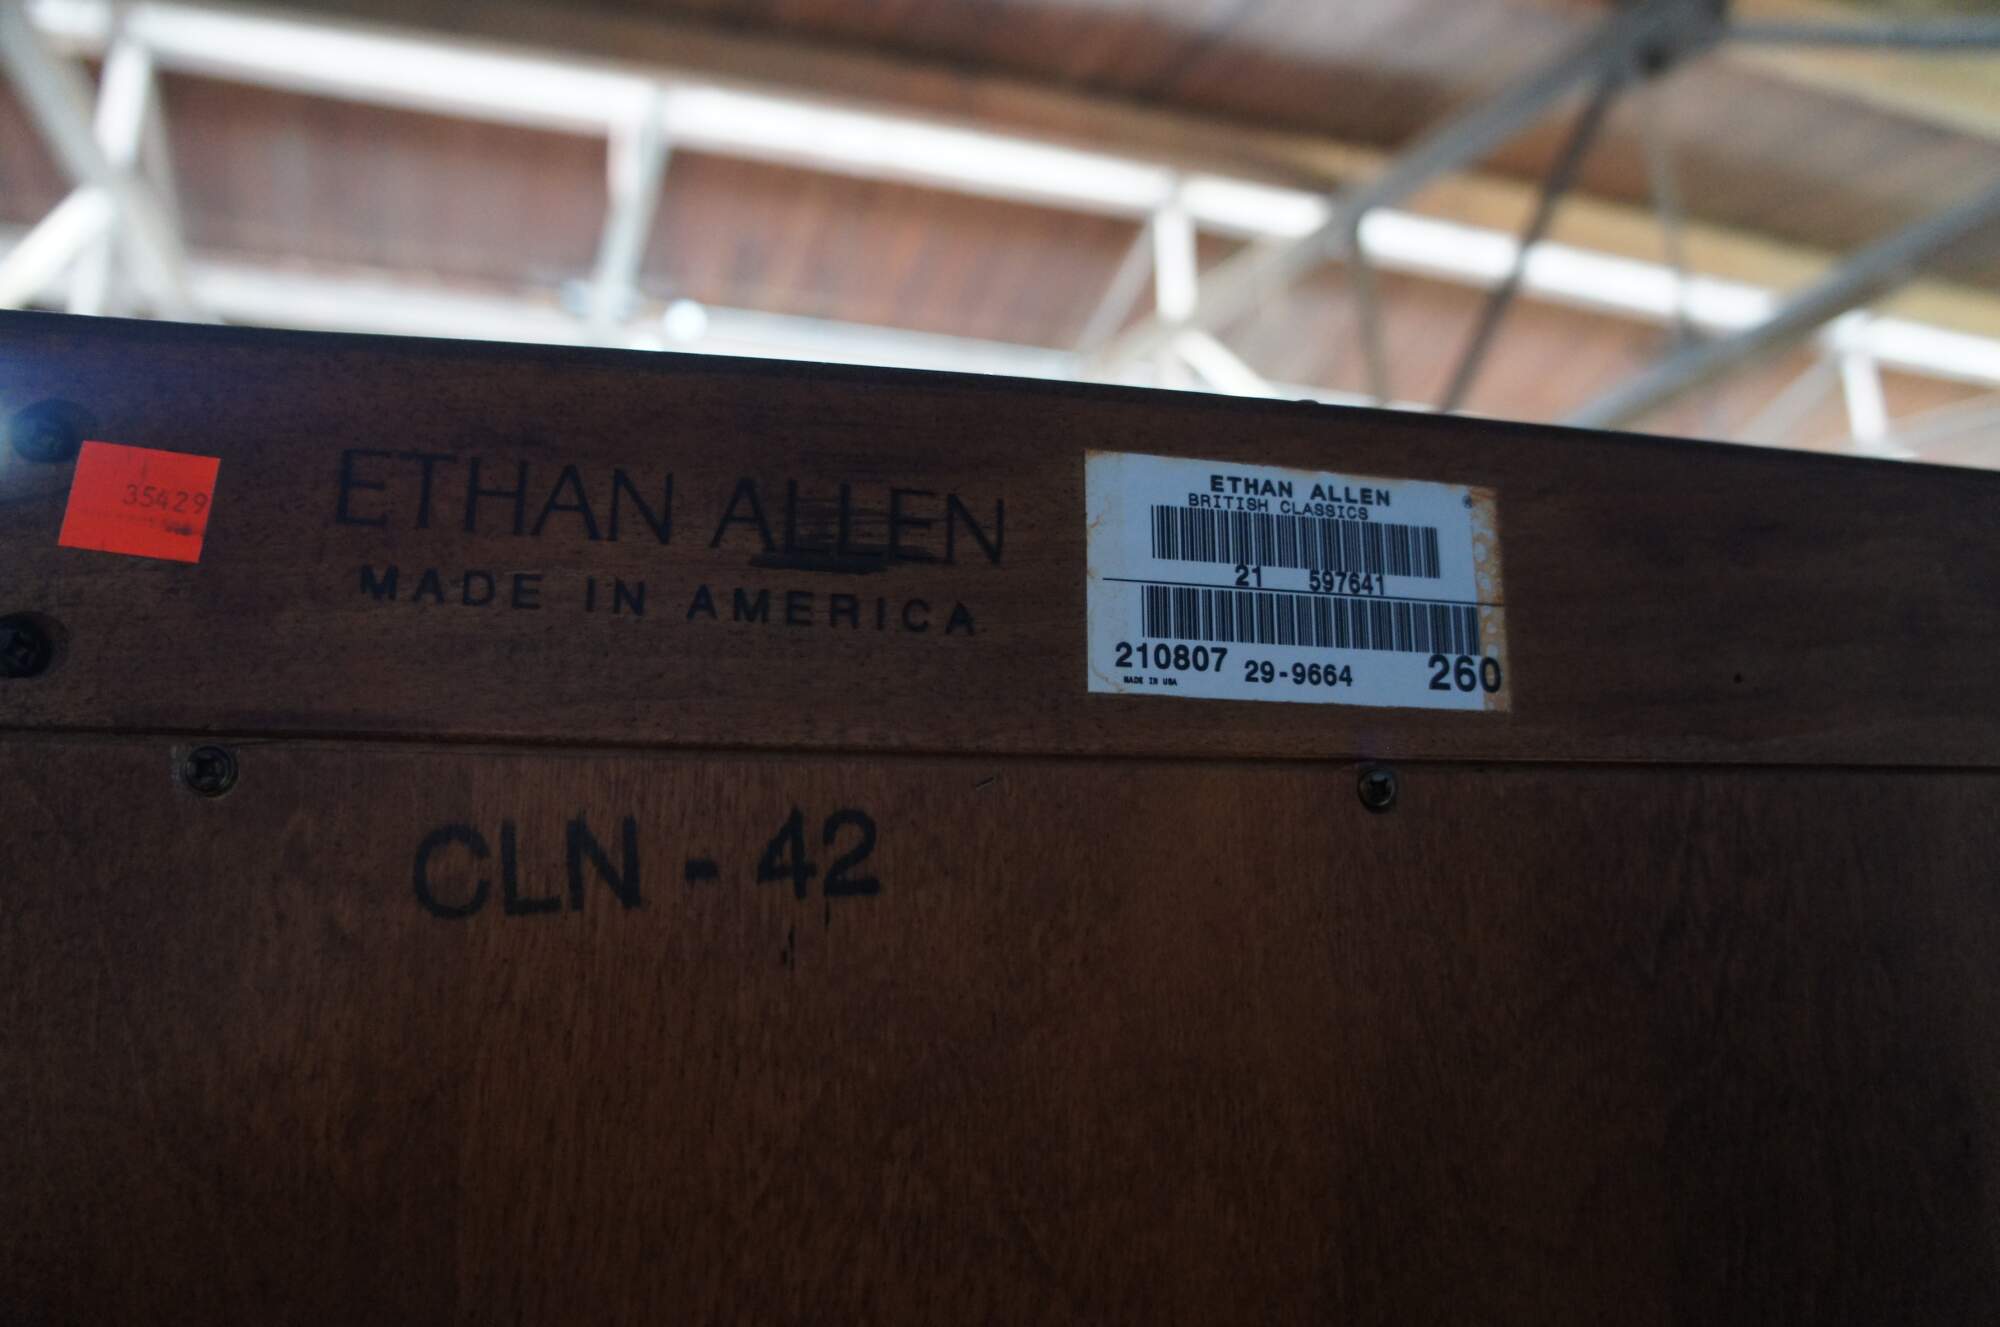 35429
ETHAN ALLEN
MADE IN AMERICA
ETHAN ALLEN ®
BRITISH CLASSICS
21 597641
210807 29-9664 260
MADE IN USA
CLN - 42